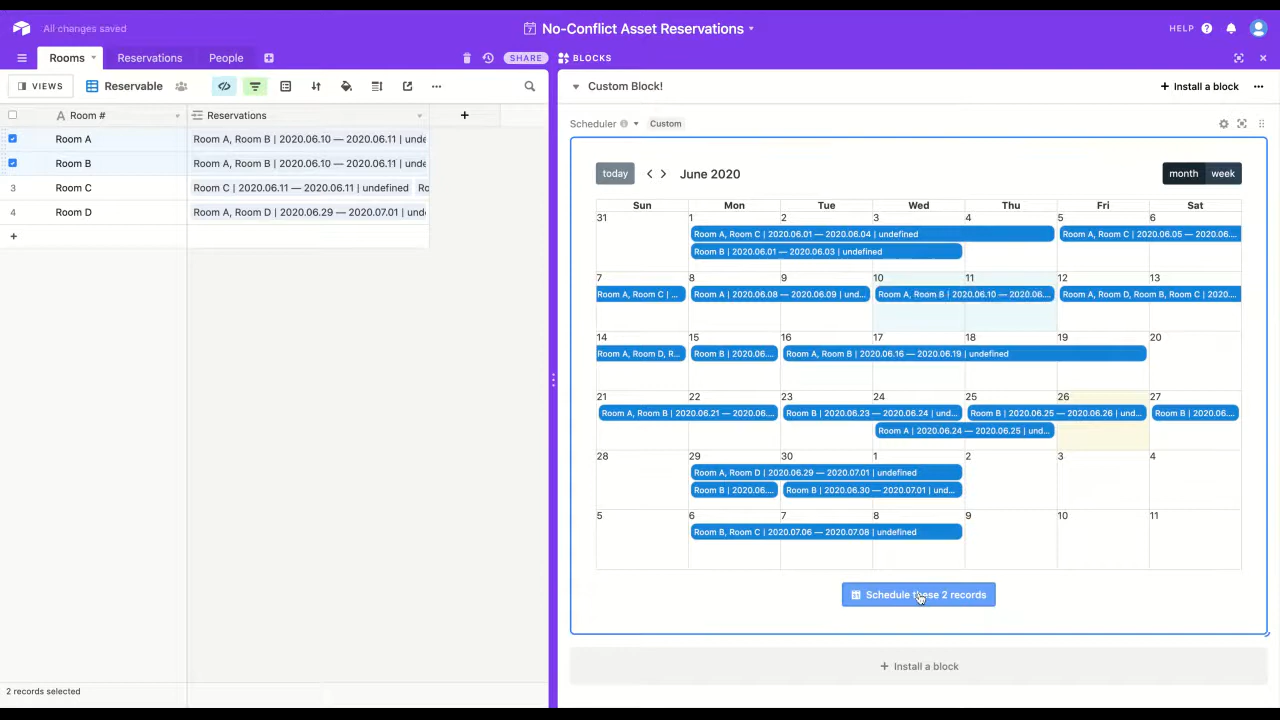 All changes saved
No-Conflict Asset Reservations
HELP
Rooms
Reservations
People
SHARE
BLOCKS
VIEWS
Reservable
Custom Block!
Install a block
Room #
Reservations
Scheduler
Custom
Room A
Room A, Room B | 2020.06.10 — 2020.06.11 | unde
Room B
Room A, Room B | 2020.06.10 — 2020.06.11 | unde
3
Room C
Room C | 2020.06.11 — 2020.06.11 | undefined
Ro
4
Room D
Room A, Room D | 2020.06.29 — 2020.07.01 | und
today
June 2020
month
week
Sun Mon Tue Wed Thu Fri Sat
31 1 2 3 4 5 6
Room A, Room C | 2020.06.01 — 2020.06.04 | undefined
Room A, Room C | 2020.06.05 — 2020.06....
Room B | 2020.06.01 — 2020.06.03 | undefined
7 8 9 10 11 12 13
Room A, Room C | ...
Room A | 2020.06.08 — 2020.06.09 | und...
Room A, Room B | 2020.06.10 — 2020.06....
Room A, Room D, Room B, Room C | 2020....
14 15 16 17 18 19 20
Room A, Room D, R...
Room B | 2020.06....
Room A, Room B | 2020.06.16 — 2020.06.19 | undefined
21 22 23 24 25 26 27
Room A, Room B | 2020.06.21 — 2020.06....
Room B | 2020.06.23 — 2020.06.24 | und...
Room B | 2020.06.25 — 2020.06.26 | und...
Room B | 2020.06....
Room A | 2020.06.24 — 2020.06.25 | und...
28 29 30 1 2 3 4
Room A, Room D | 2020.06.29 — 2020.07.01 | undefined
Room B | 2020.06....
Room B | 2020.06.30 — 2020.07.01 | und...
5 6 7 8 9 10 11
Room B, Room C | 2020.07.06 — 2020.07.08 | undefined
Schedule these 2 records
Install a block
2 records selected